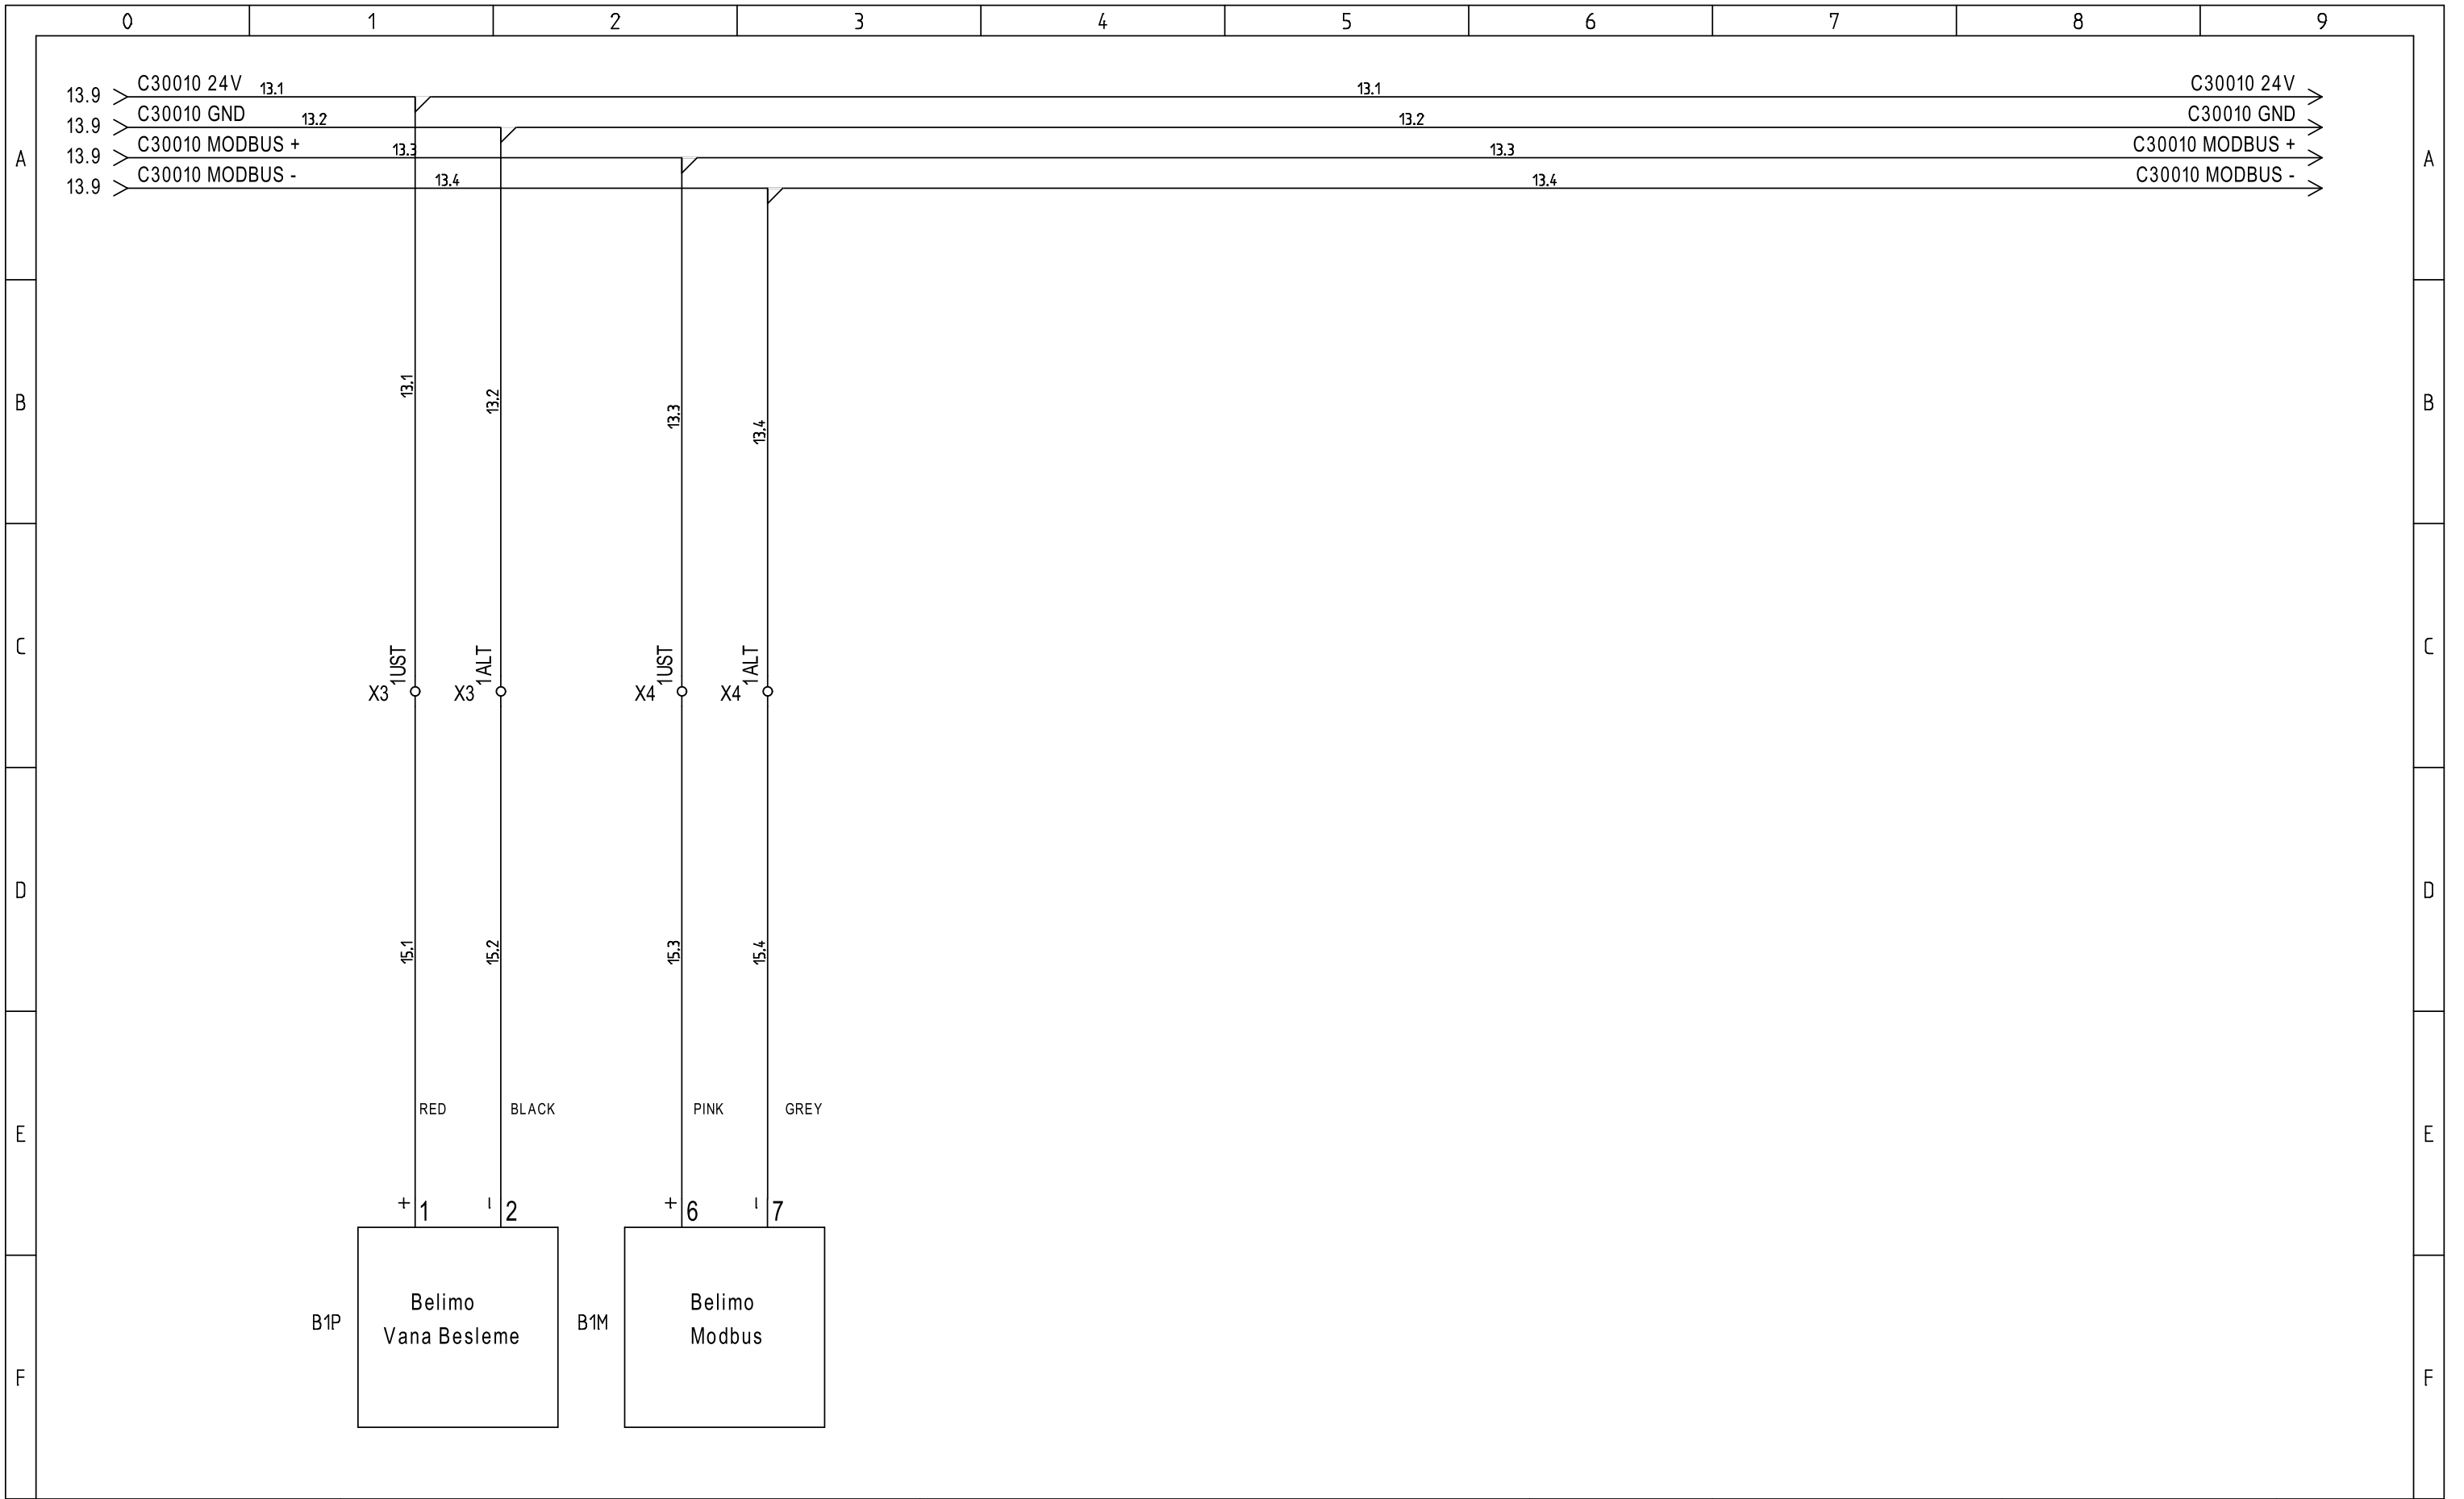 0 1 2 3 4 5 6 7 8 9
C30010 24V 13.1 13.1 C30010 24V
13.9
C30010 GND 13.2 13.2 C30010 GND
13.9
C30010 MODBUS + 13.3 13.3 C30010 MODBUS +
13.9
A A
C30010 MODBUS - 13.4 13.4 C30010 MODBUS -
13.9
B 13.1 13.2 13.3 13.4 B
C 1UST 1ALT 1UST 1ALT C
X3 X3 X4 X4
D D
15.1 15.2 15.3 15.4
RED BLACK PINK GREY
E E
+ 1 - 2 + 6 - 7
Belimo Belimo
B1P B1M
Vana Besleme Modbus
F F